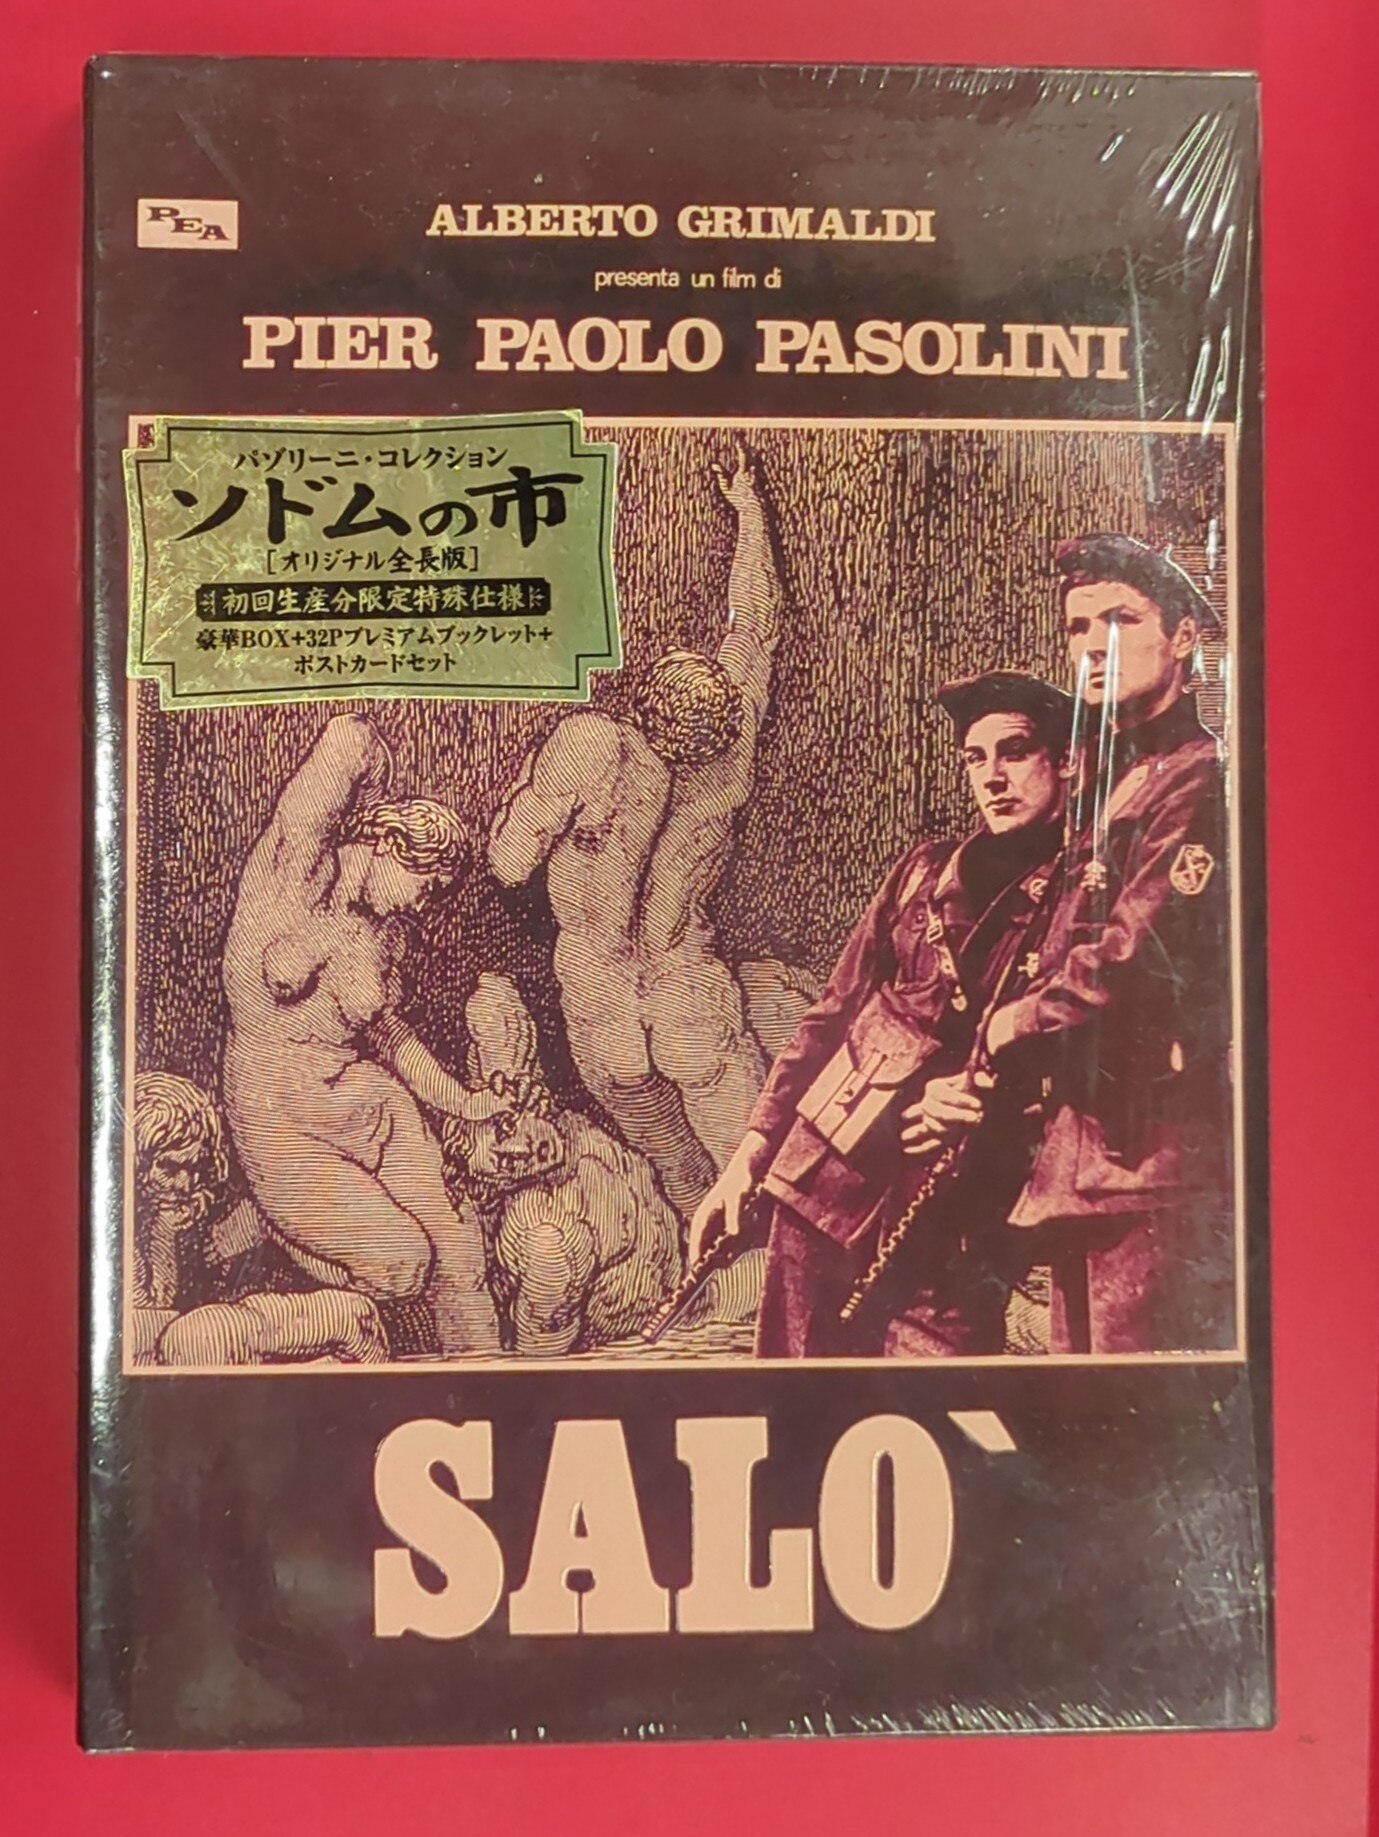 PEA
ALBERTO GRIMALDI
presenta un film di
PIER PAOLO PASOLINI
パゾリーニ・コレクション
ソドムの市
[オリジナル全長版]
初回生産分限定特殊仕様
豪華BOX+32Pプレミアムブックレット+
ポストカードセット
SALO`